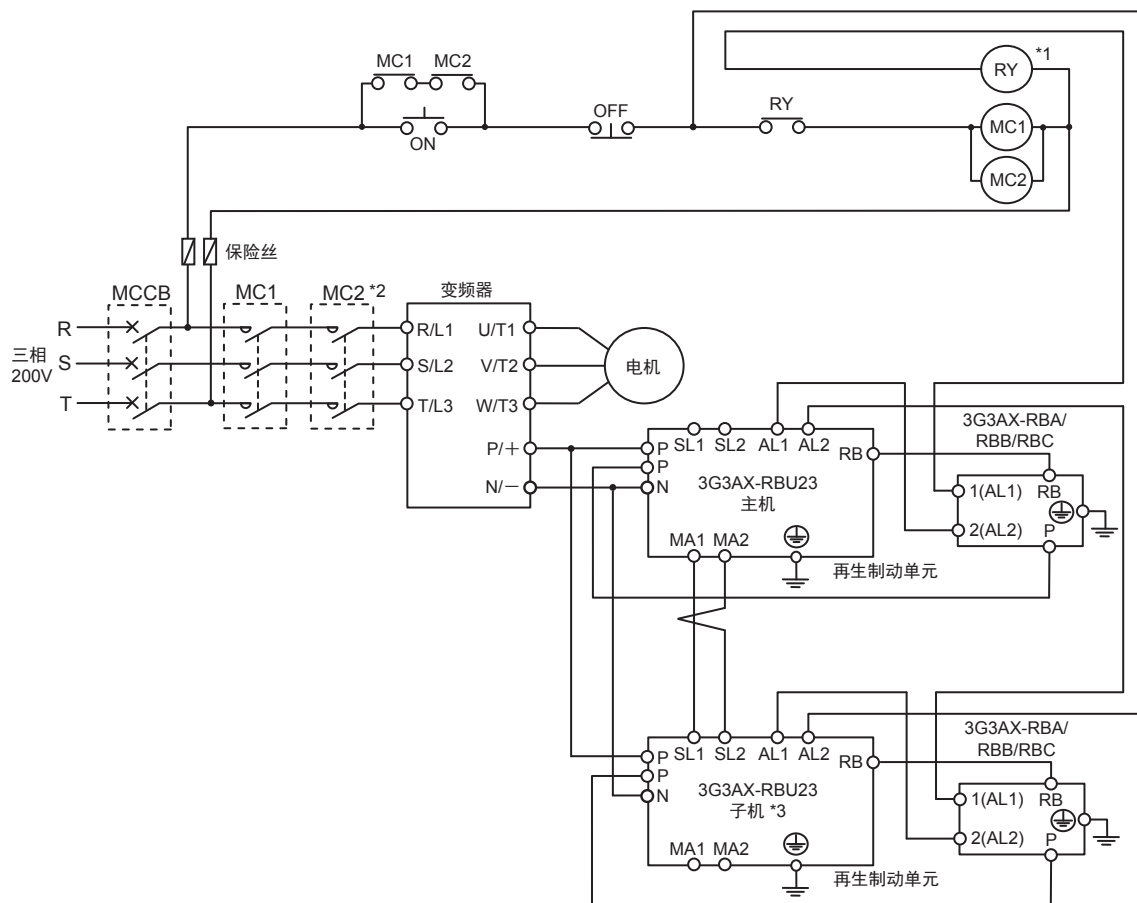 *1
RY
MC1 MC2
OFF
RY
ON
MC1
MC2
保险丝
MCCB
MC1
MC2 *2
变频器
R
R/L1
U/T1
三相
200V
S
S/L2
V/T2
电机
T
T/L3
W/T3
P/+
N/−
SL1 SL2 AL1 AL2
P
P
N
RB
3G3AX-RBU23
主机
MA1 MA2
再生制动单元
3G3AX-RBA/
RBB/RBC
1(AL1) RB
2(AL2) P
SL1 SL2 AL1 AL2
P
P
N
RB
3G3AX-RBU23
子机 *3
MA1 MA2
再生制动单元
3G3AX-RBA/
RBB/RBC
1(AL1) RB
2(AL2) P